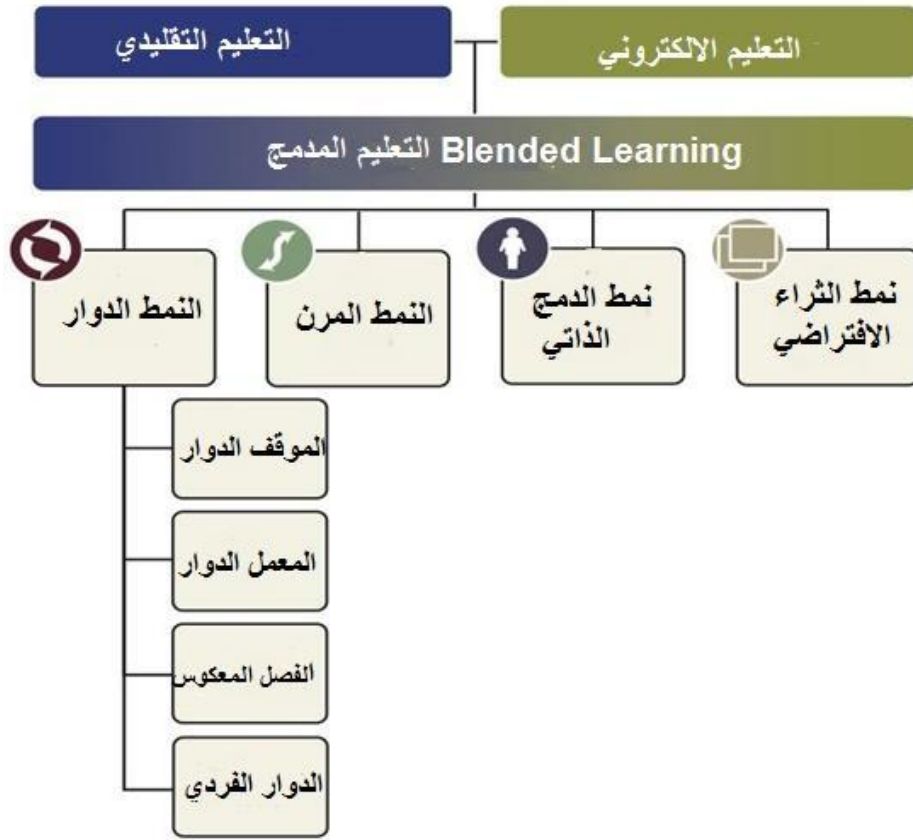 التعليم الالكتروني
التعليم التقليدي
التعليم المدمج Blended Learning
نمط الثراء
الافتراضي
نمط الدمج
الذاتي
النمط المرن
النمط الدوار
الموقف الدوار
المعمل الدوار
الفصل المعكوس
الدوار الفردي